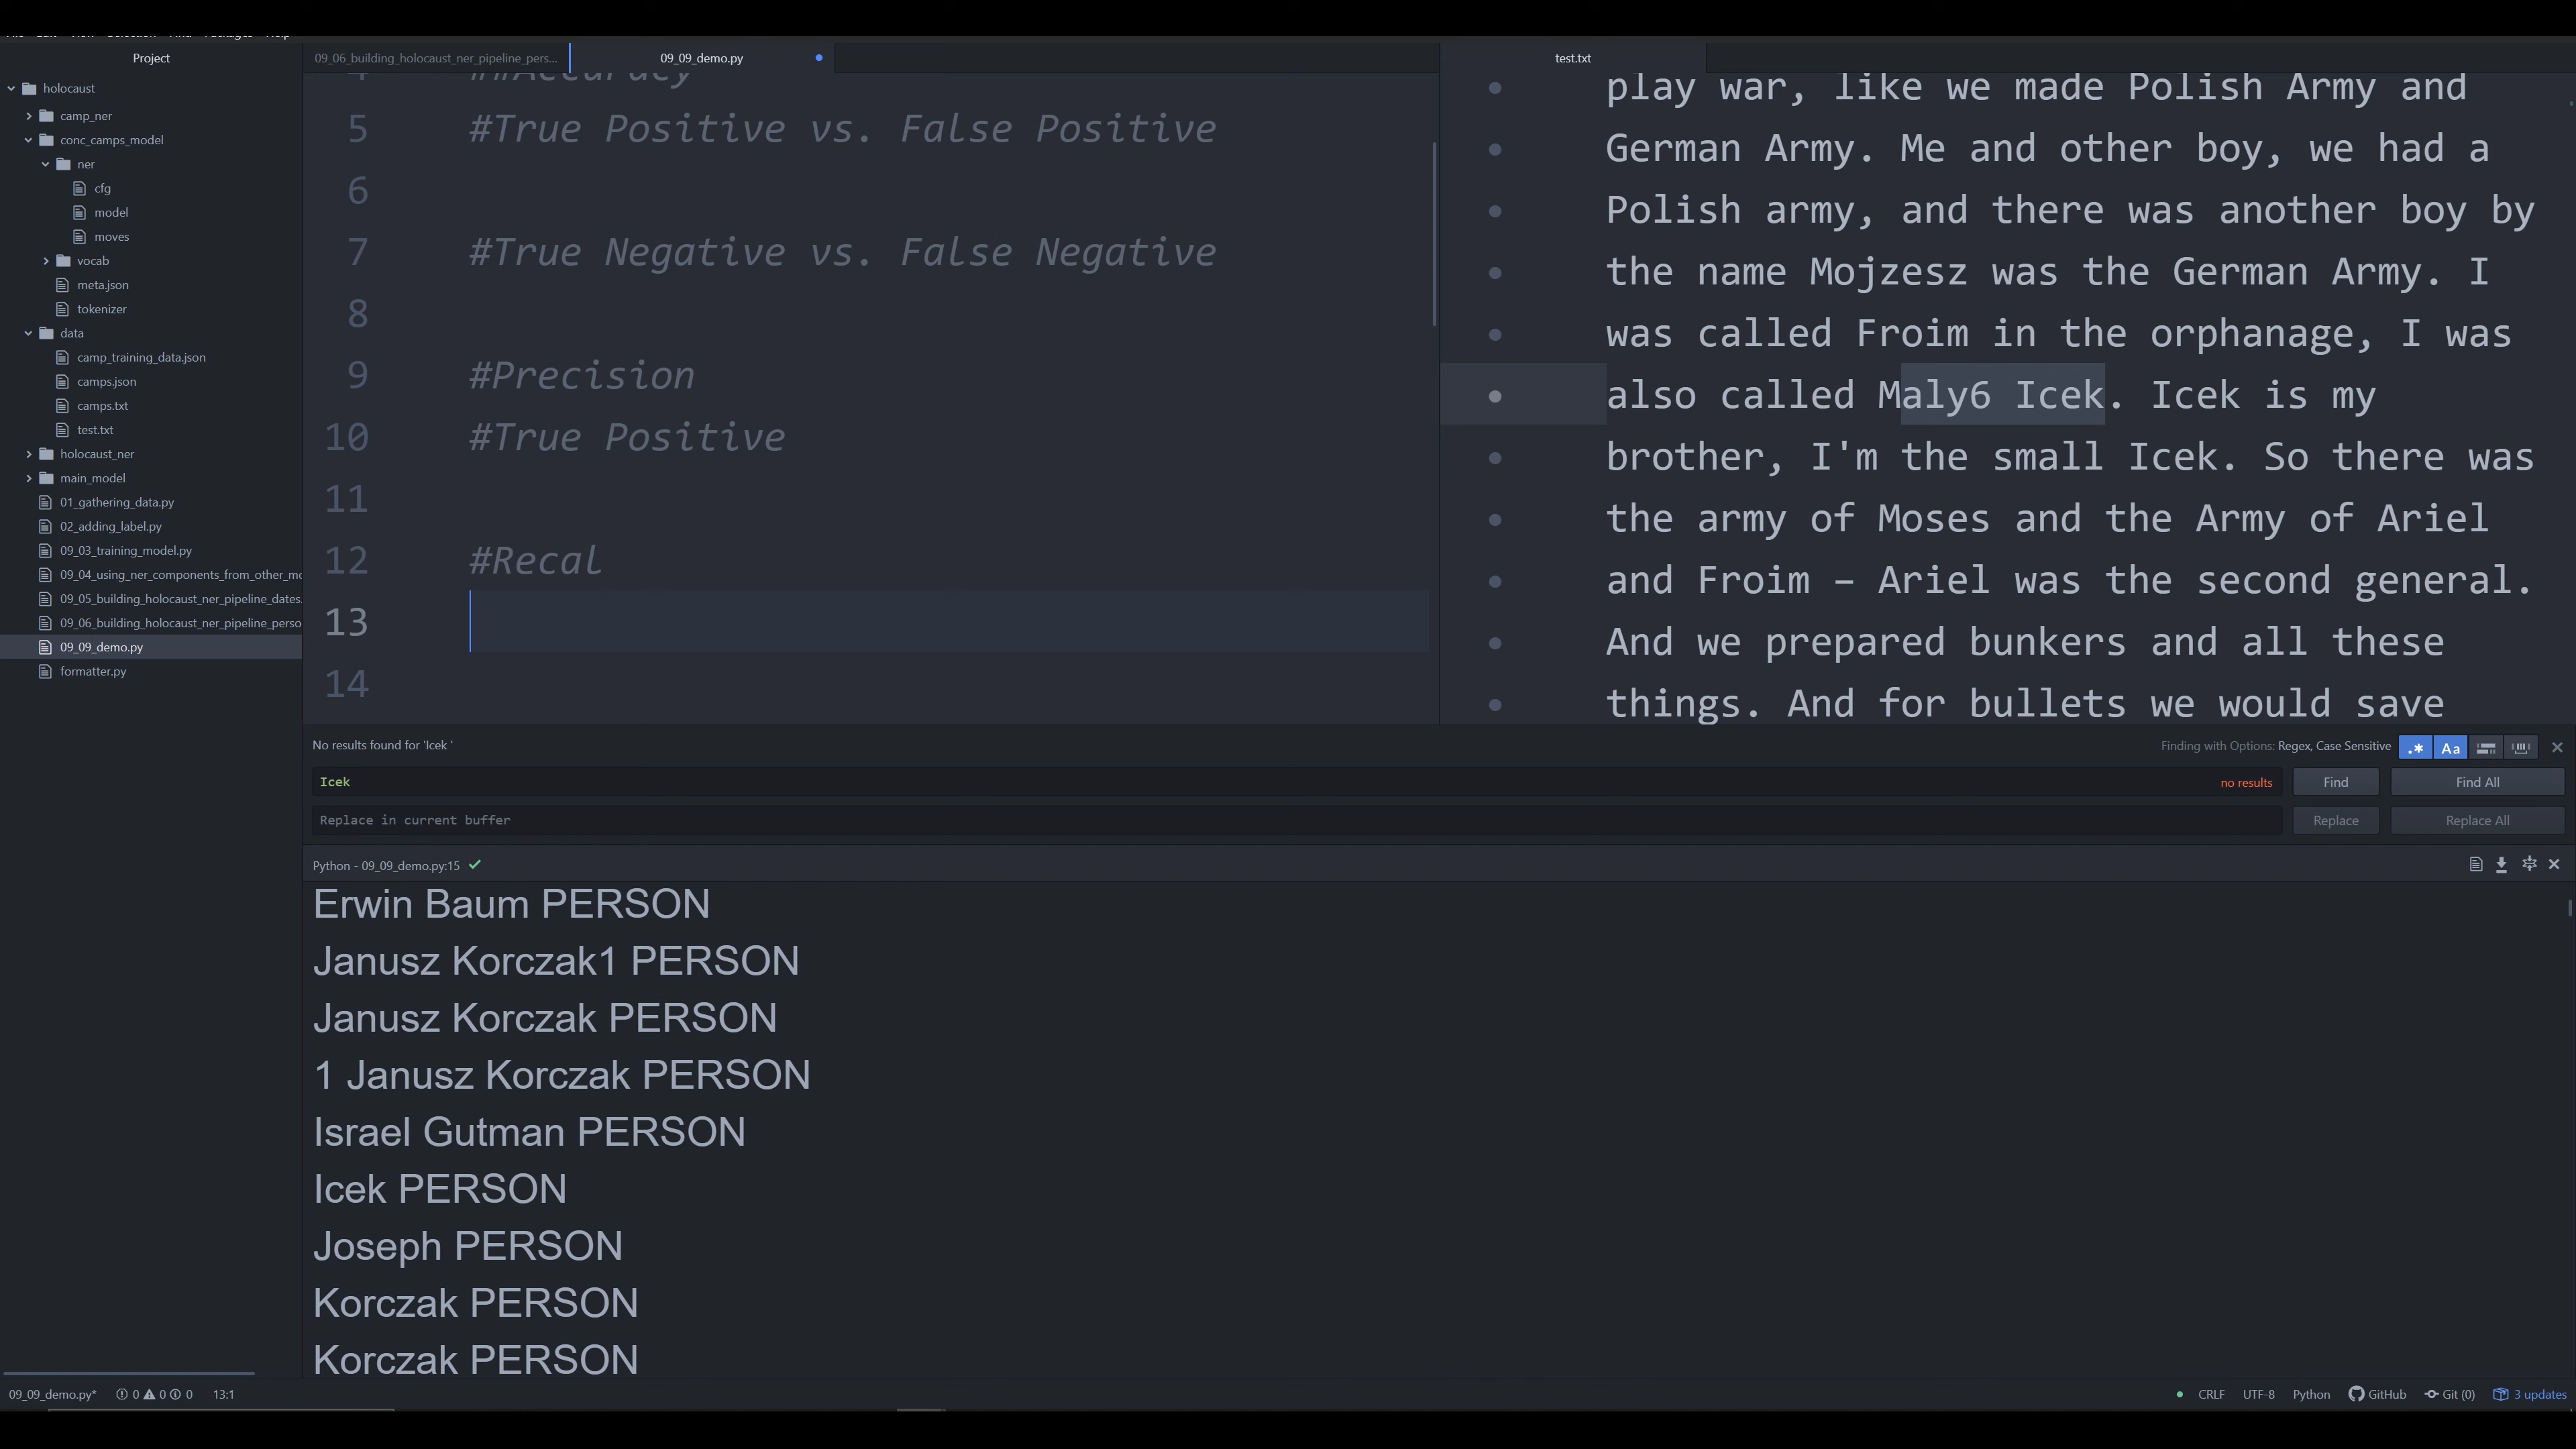 Project
holocaust
camp_ner
conc_camps_model
ner
cfg
model
moves
vocab
meta.json
tokenizer
data
camp_training_data.json
camps.json
camps.txt
test.txt
holocaust_ner
main_model
01_gathering_data.py
02_adding_label.py
09_03_training_model.py
09_04_using_ner_components_from_other_mo
09_05_building_holocaust_ner_pipeline_dates.
09_06_building_holocaust_ner_pipeline_perso
09_09_demo.py
formatter.py
09_06_building_holocaust_ner_pipeline_pers...
09_09_demo.py
4 ##Accuracy
5 #True Positive vs. False Positive
6
7 #True Negative vs. False Negative
8
9 #Precision
10 #True Positive
11
12 #Recal
13
14
test.txt
play war, like we made Polish Army and
German Army. Me and other boy, we had a
Polish army, and there was another boy by
the name Mojzesz was the German Army. I
was called Froim in the orphanage, I was
also called Maly6 Icek. Icek is my
brother, I'm the small Icek. So there was
the army of Moses and the Army of Ariel
and Froim – Ariel was the second general.
And we prepared bunkers and all these
things. And for bullets we would save
No results found for 'Icek '
Finding with Options: Regex, Case Sensitive
.* Aa
Icek
no results
Find
Find All
Replace in current buffer
Replace
Replace All
Python - 09_09_demo.py:15
Erwin Baum PERSON
Janusz Korczak1 PERSON
Janusz Korczak PERSON
1 Janusz Korczak PERSON
Israel Gutman PERSON
Icek PERSON
Joseph PERSON
Korczak PERSON
Korczak PERSON
09_09_demo.py* 0 0 0 13:1
CRLF UTF-8 Python GitHub Git (0) 3 updates